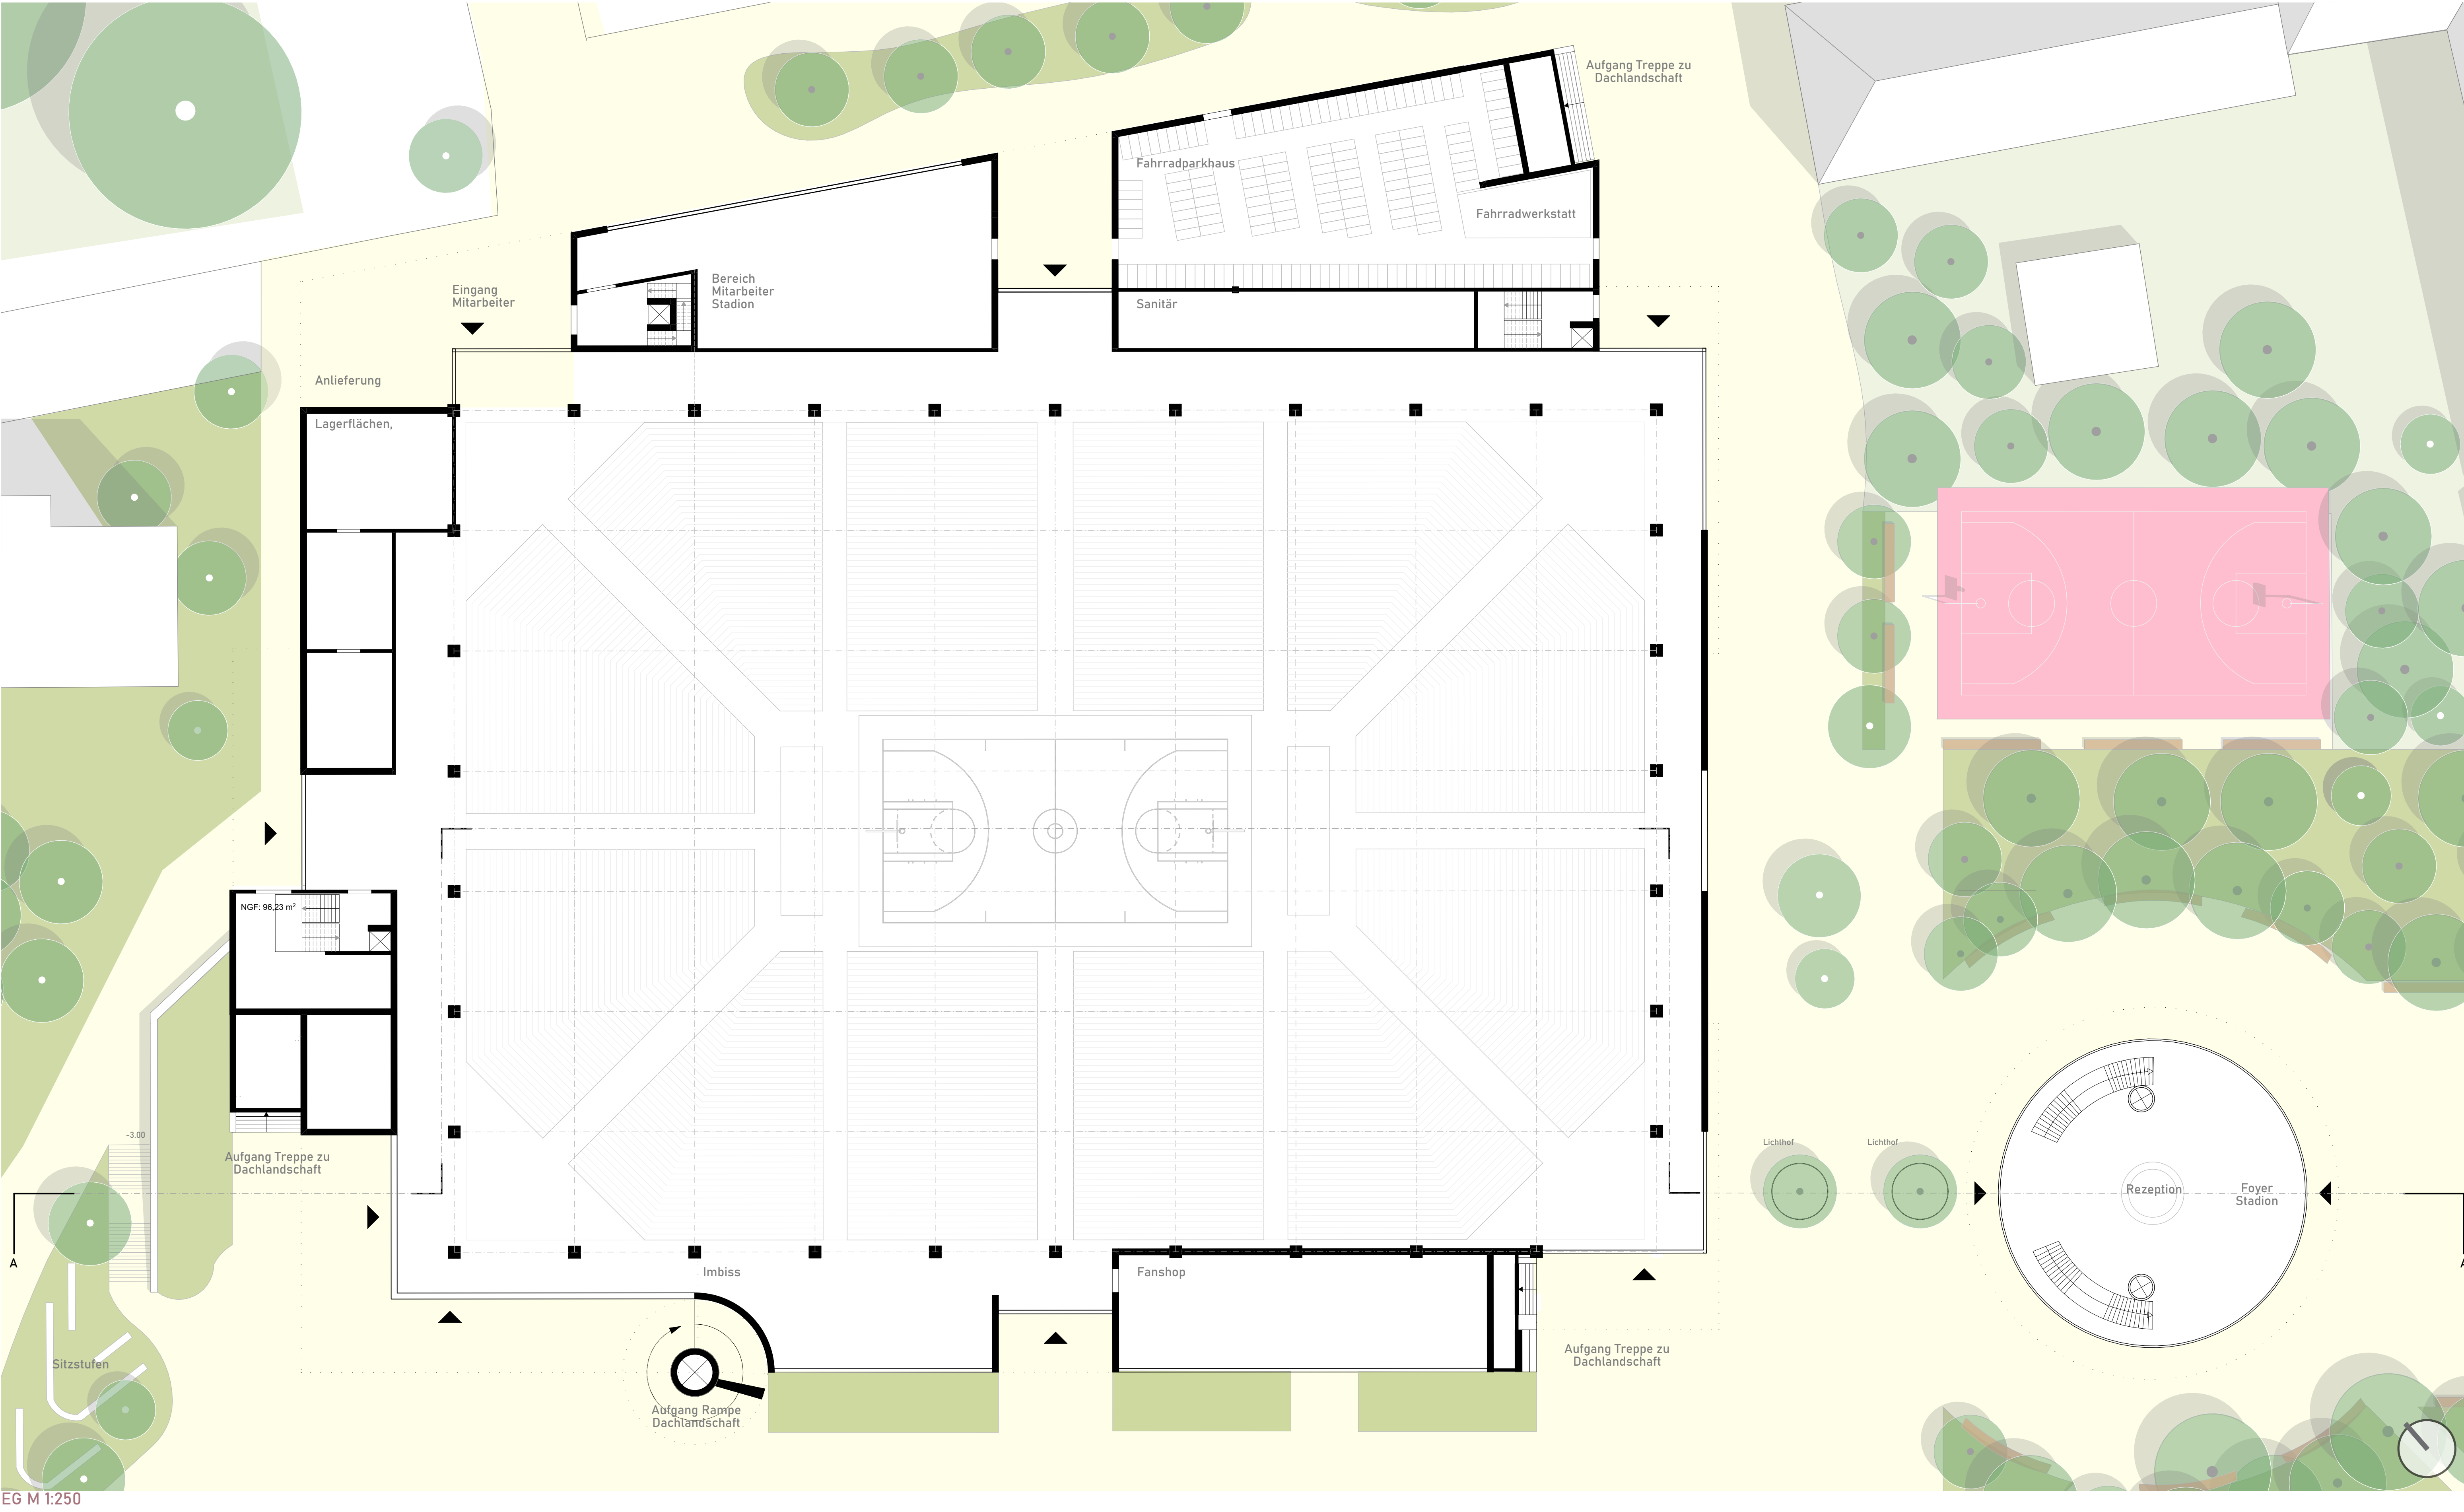 Aufgang Treppe zu
Dachlandschaft
Fahrradparkhaus
Fahrradwerkstatt
Eingang
Mitarbeiter
Bereich
Mitarbeiter
Stadion
Sanitär
Anlieferung
Lagerflächen,
NGF: 96,23 m²
-3.00
Aufgang Treppe zu
Dachlandschaft
Lichthof
Lichthof
Rezeption
Foyer
Stadion
A
A
Imbiss
Fanshop
Sitzstufen
Aufgang Treppe zu
Dachlandschaft
Aufgang Rampe
Dachlandschaft
EG M 1:250